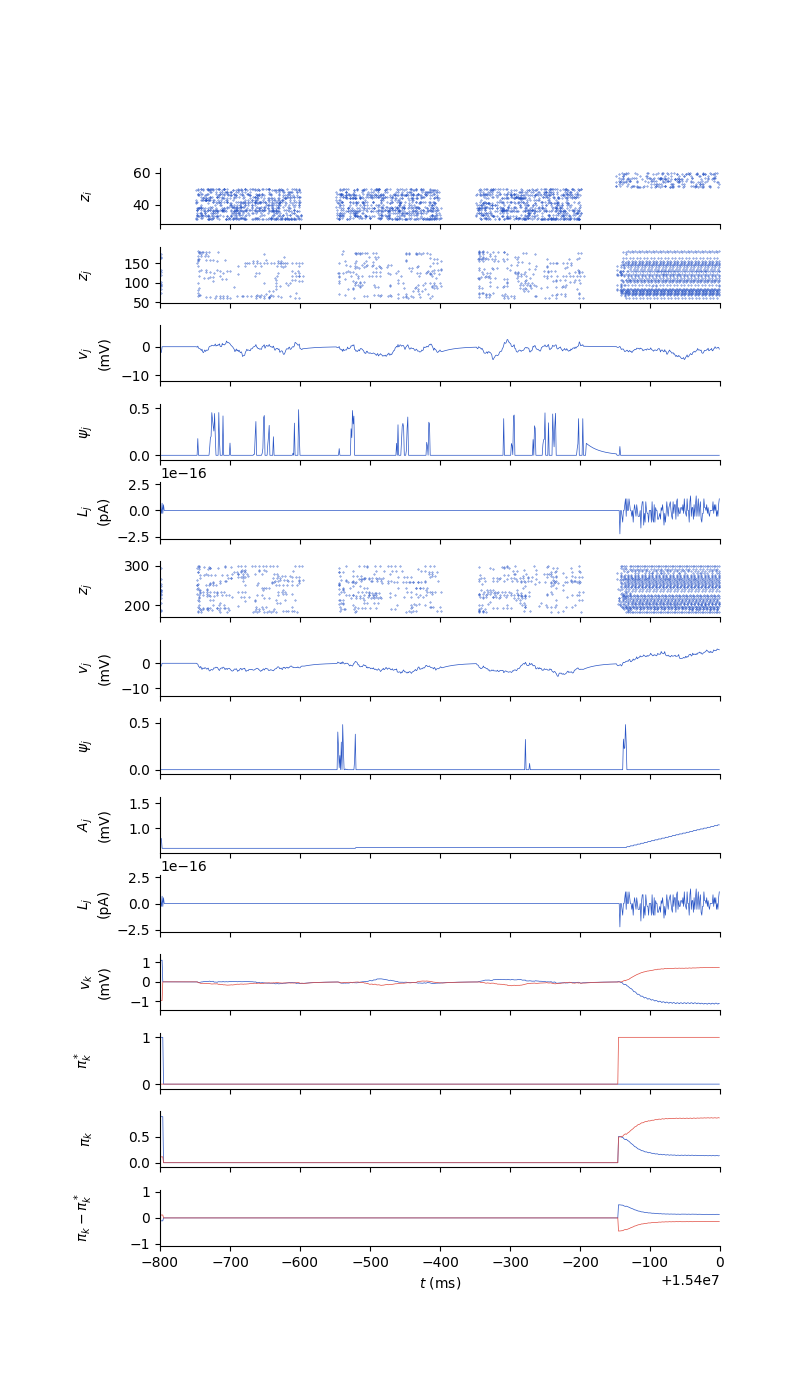 60
40
z_i
150
100
50
z_j
0
−10
v_j
(mV)
0.5
0.0
ψ_j
1e−16
2.5
0.0
−2.5
L_j
(pA)
300
200
z_j
0
−10
v_j
(mV)
0.5
0.0
ψ_j
1.5
1.0
A_j
(mV)
1e−16
2.5
0.0
−2.5
L_j
(pA)
1
0
−1
v_k
(mV)
1
0
π_k^*
0.5
0.0
π_k
1
0
−1
π_k − π_k^*
−800 −700 −600 −500 −400 −300 −200 −100 0
t (ms)
+1.54e7